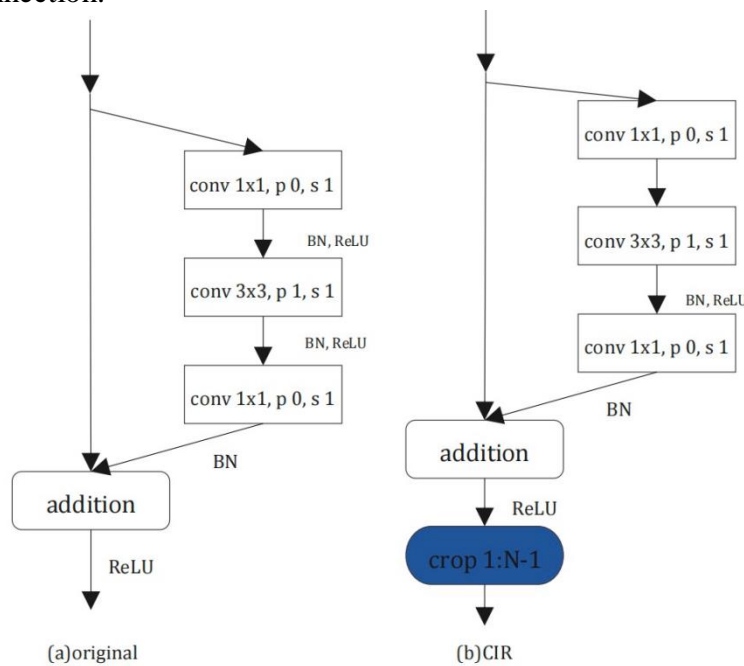 nnection.
conv 1x1, p 0, s 1
BN, ReLU
conv 3x3, p 1, s 1
BN, ReLU
conv 1x1, p 0, s 1
BN
addition
ReLU
(a)original
conv 1x1, p 0, s 1
conv 3x3, p 1, s 1
BN, ReLU
conv 1x1, p 0, s 1
BN
addition
ReLU
crop 1:N-1
(b)CIR